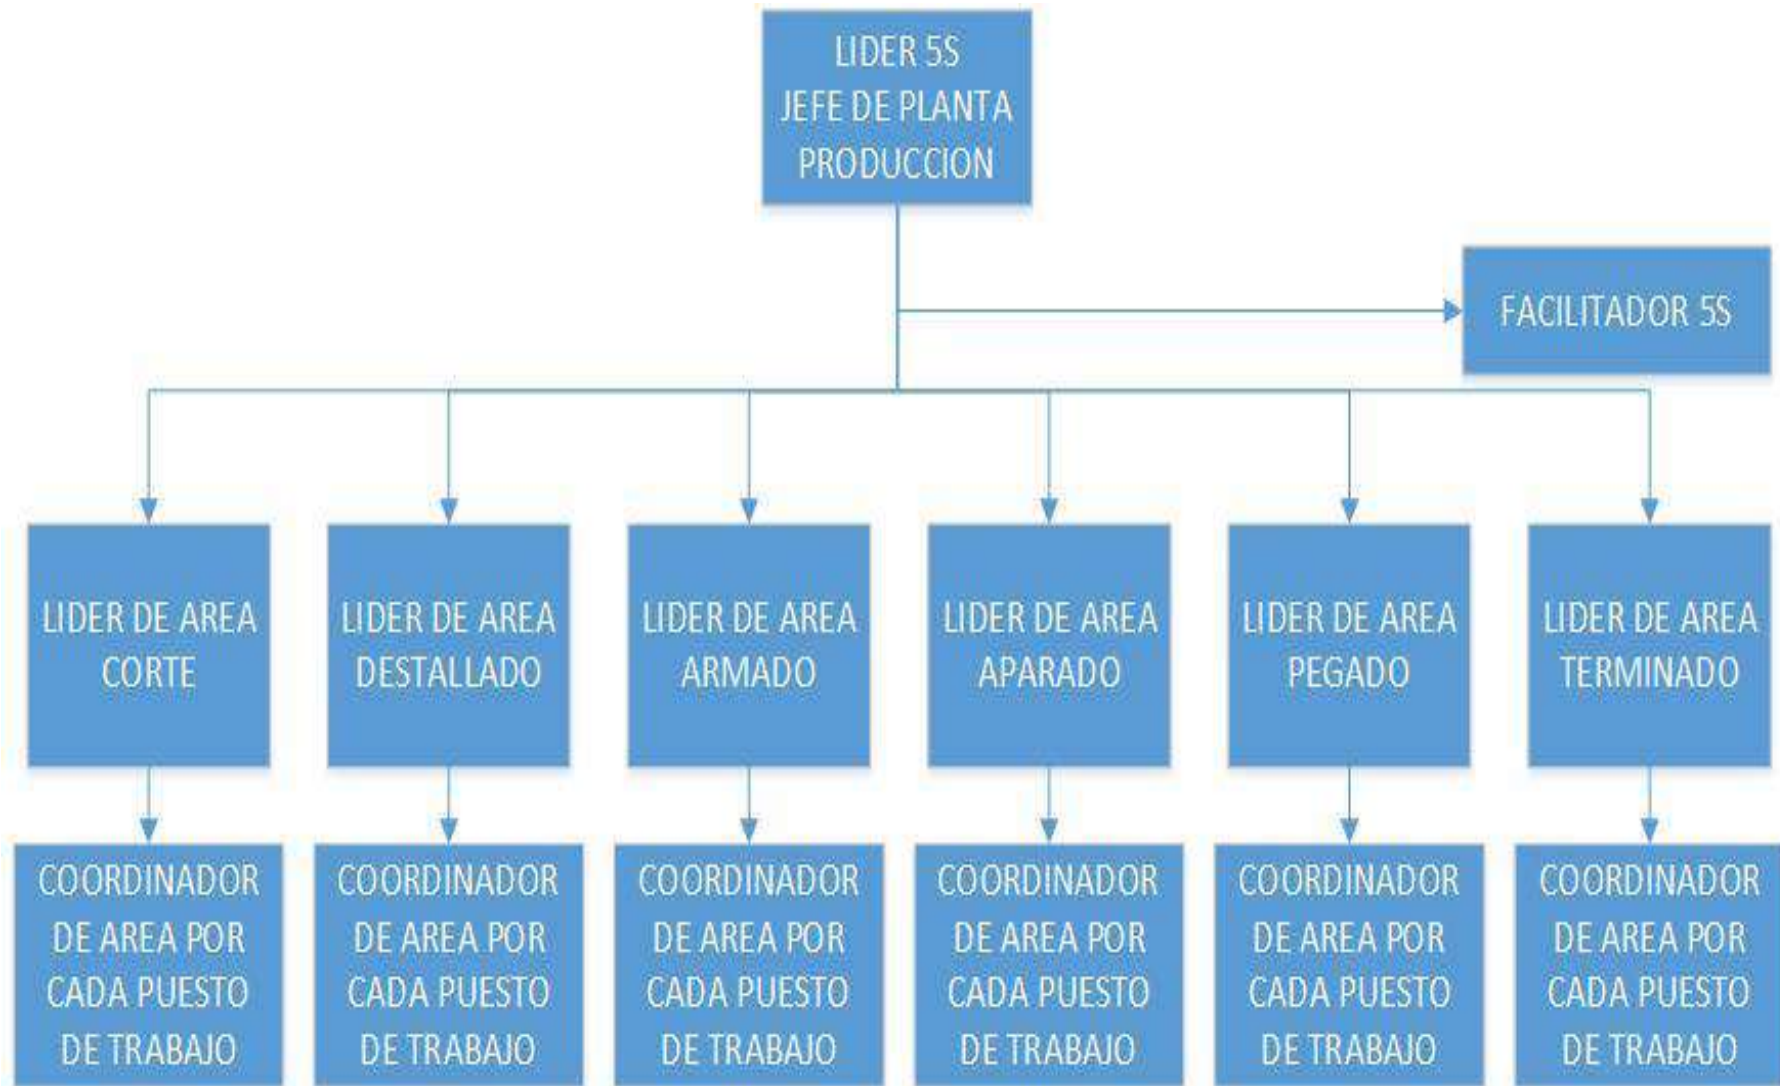 LIDER 5S
JEFE DE PLANTA
PRODUCCION
FACILITADOR 5S
LIDER DE AREA
CORTE
LIDER DE AREA
DESTALLADO
LIDER DE AREA
ARMADO
LIDER DE AREA
APARADO
LIDER DE AREA
PEGADO
LIDER DE AREA
TERMINADO
COORDINADOR
DE AREA POR
CADA PUESTO
DE TRABAJO
COORDINADOR
DE AREA POR
CADA PUESTO
DE TRABAJO
COORDINADOR
DE AREA POR
CADA PUESTO
DE TRABAJO
COORDINADOR
DE AREA POR
CADA PUESTO
DE TRABAJO
COORDINADOR
DE AREA POR
CADA PUESTO
DE TRABAJO
COORDINADOR
DE AREA POR
CADA PUESTO
DE TRABAJO